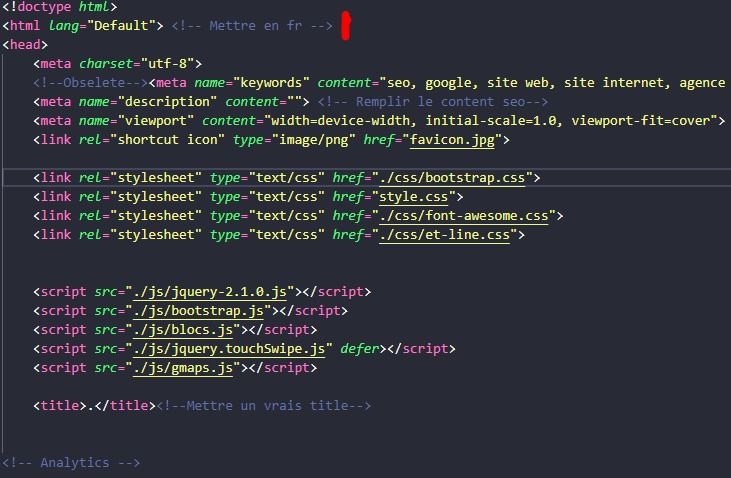 <!doctype html>
<html lang="Default"> <!-- Mettre en fr -->
<head>
<meta charset="utf-8">
<!--Obselete--><meta name="keywords" content="seo, google, site web, site internet, agence
<meta name="description" content=""> <!-- Remplir le content seo-->
<meta name="viewport" content="width=device-width, initial-scale=1.0, viewport-fit=cover">
<link rel="shortcut icon" type="image/png" href="favicon.jpg">
<link rel="stylesheet" type="text/css" href="./css/bootstrap.css">
<link rel="stylesheet" type="text/css" href="style.css">
<link rel="stylesheet" type="text/css" href="./css/font-awesome.css">
<link rel="stylesheet" type="text/css" href="./css/et-line.css">
<script src="./js/jquery-2.1.0.js"></script>
<script src="./js/bootstrap.js"></script>
<script src="./js/blocs.js"></script>
<script src="./js/jquery.touchSwipe.js" defer></script>
<script src="./js/gmaps.js"></script>
<title>.</title><!--Mettre un vrais title-->
<!-- Analytics -->